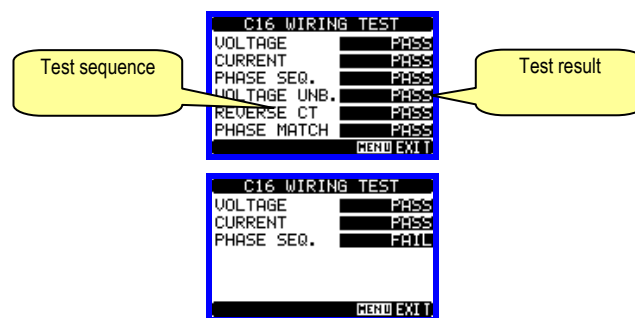 C16 WIRING TEST
VOLTAGE PASS
CURRENT PASS
PHASE SEQ. PASS
VOLTAGE UNB. PASS
REVERSE CT PASS
PHASE MATCH PASS
MENU EXIT
Test sequence
Test result
C16 WIRING TEST
VOLTAGE PASS
CURRENT PASS
PHASE SEQ. FAIL
MENU EXIT